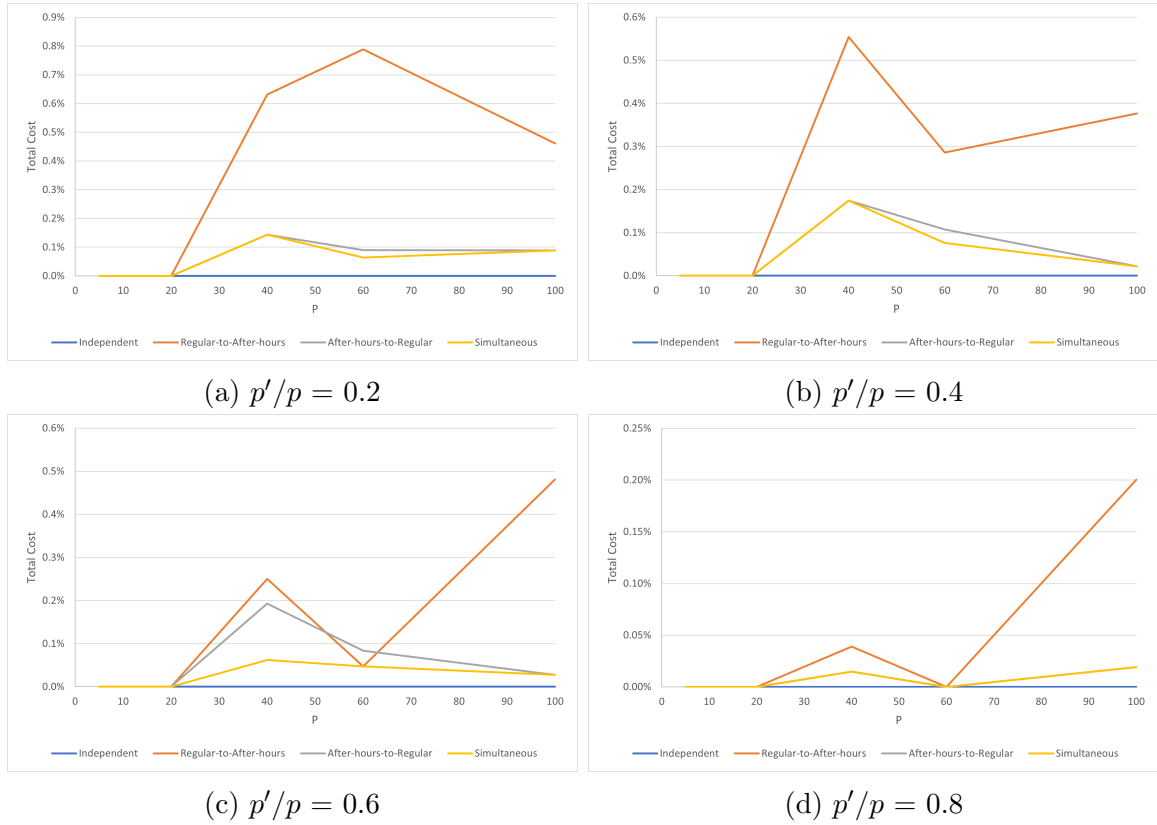 0.9%
0.8%
0.7%
0.6%
0.5%
0.4%
0.3%
0.2%
0.1%
0.0%
Total Cost
0 10 20 30 40 50 60 70 80 90 100
P
Independent Regular-to-After-hours After-hours-to-Regular Simultaneous
(a) p′/p = 0.2
0.6%
0.5%
0.4%
0.3%
0.2%
0.1%
0.0%
Total Cost
0 10 20 30 40 50 60 70 80 90 100
P
Independent Regular-to-After-hours After-hours-to-Regular Simultaneous
(b) p′/p = 0.4
0.6%
0.5%
0.4%
0.3%
0.2%
0.1%
0.0%
Total Cost
0 10 20 30 40 50 60 70 80 90 100
P
Independent Regular-to-After-hours After-hours-to-Regular Simultaneous
(c) p′/p = 0.6
0.25%
0.20%
0.15%
0.10%
0.05%
0.00%
Total Cost
0 10 20 30 40 50 60 70 80 90 100
P
Independent Regular-to-After-hours After-hours-to-Regular Simultaneous
(d) p′/p = 0.8